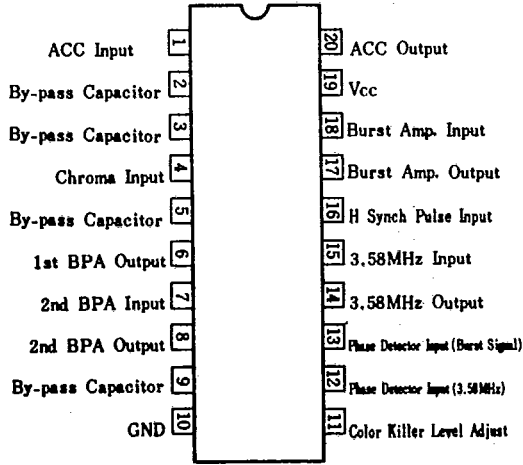 ACC Input 1
By-pass Capacitor 2
By-pass Capacitor 3
Chroma Input 4
By-pass Capacitor 5
1st BPA Output 6
2nd BPA Input 7
2nd BPA Output 8
By-pass Capacitor 9
GND 10
20 ACC Output
19 Vcc
18 Burst Amp. Input
17 Burst Amp. Output
16 H Synch Pulse Input
15 3.58MHz Input
14 3.58MHz Output
13 Phase Detector Input (Burst Signal)
12 Phase Detector Input (3.58MHz)
11 Color Killer Level Adjust